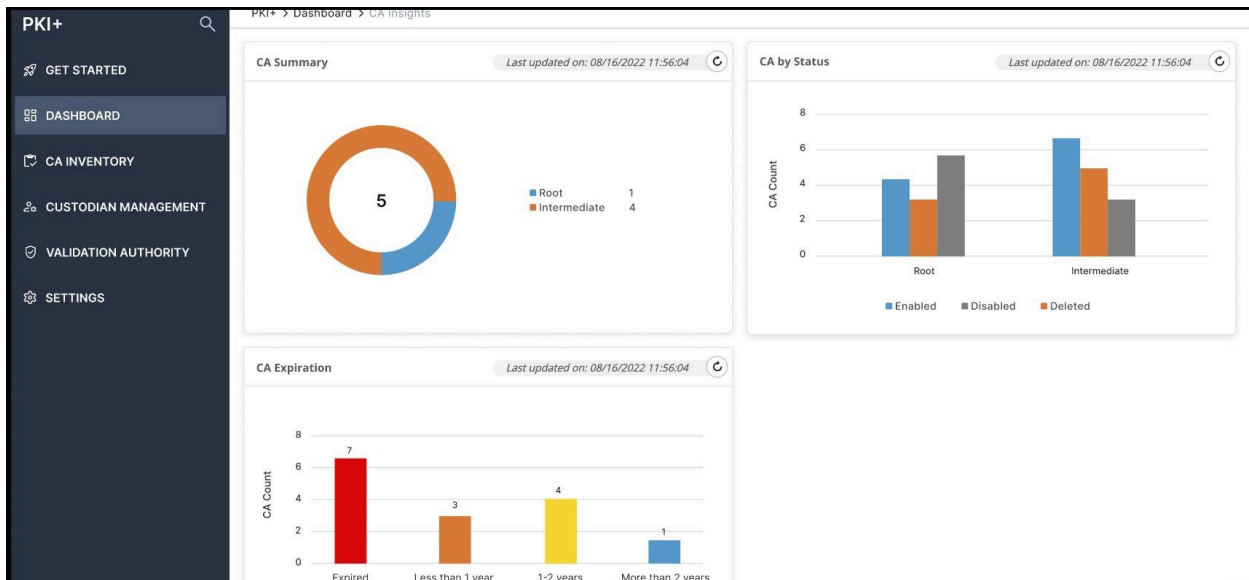 PKI+
GET STARTED
DASHBOARD
CA INVENTORY
CUSTODIAN MANAGEMENT
VALIDATION AUTHORITY
SETTINGS
PKI+ > Dashboard > CA Insights
CA Summary
Last updated on: 08/16/2022 11:56:04
5
Root 1
Intermediate 4
CA by Status
Last updated on: 08/16/2022 11:56:04
CA Count
8
6
4
2
0
Root Intermediate
Enabled Disabled Deleted
CA Expiration
Last updated on: 08/16/2022 11:56:04
CA Count
8
6
4
2
0
7
3
4
1
Expired Less than 1 year 1-2 years More than 2 years